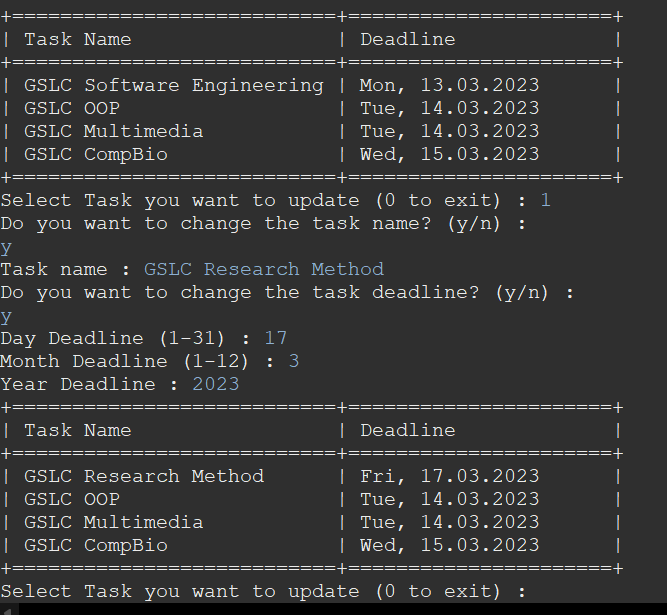 +===========================+======================+
| Task Name                 | Deadline             |
+===========================+======================+
| GSLC Software Engineering | Mon, 13.03.2023      |
| GSLC OOP                  | Tue, 14.03.2023      |
| GSLC Multimedia           | Tue, 14.03.2023      |
| GSLC CompBio              | Wed, 15.03.2023      |
+===========================+======================+
Select Task you want to update (0 to exit) : 1
Do you want to change the task name? (y/n) :
y
Task name : GSLC Research Method
Do you want to change the task deadline? (y/n) :
y
Day Deadline (1-31) : 17
Month Deadline (1-12) : 3
Year Deadline : 2023
+===========================+======================+
| Task Name                 | Deadline             |
+===========================+======================+
| GSLC Research Method      | Fri, 17.03.2023      |
| GSLC OOP                  | Tue, 14.03.2023      |
| GSLC Multimedia           | Tue, 14.03.2023      |
| GSLC CompBio              | Wed, 15.03.2023      |
+===========================+======================+
Select Task you want to update (0 to exit) :